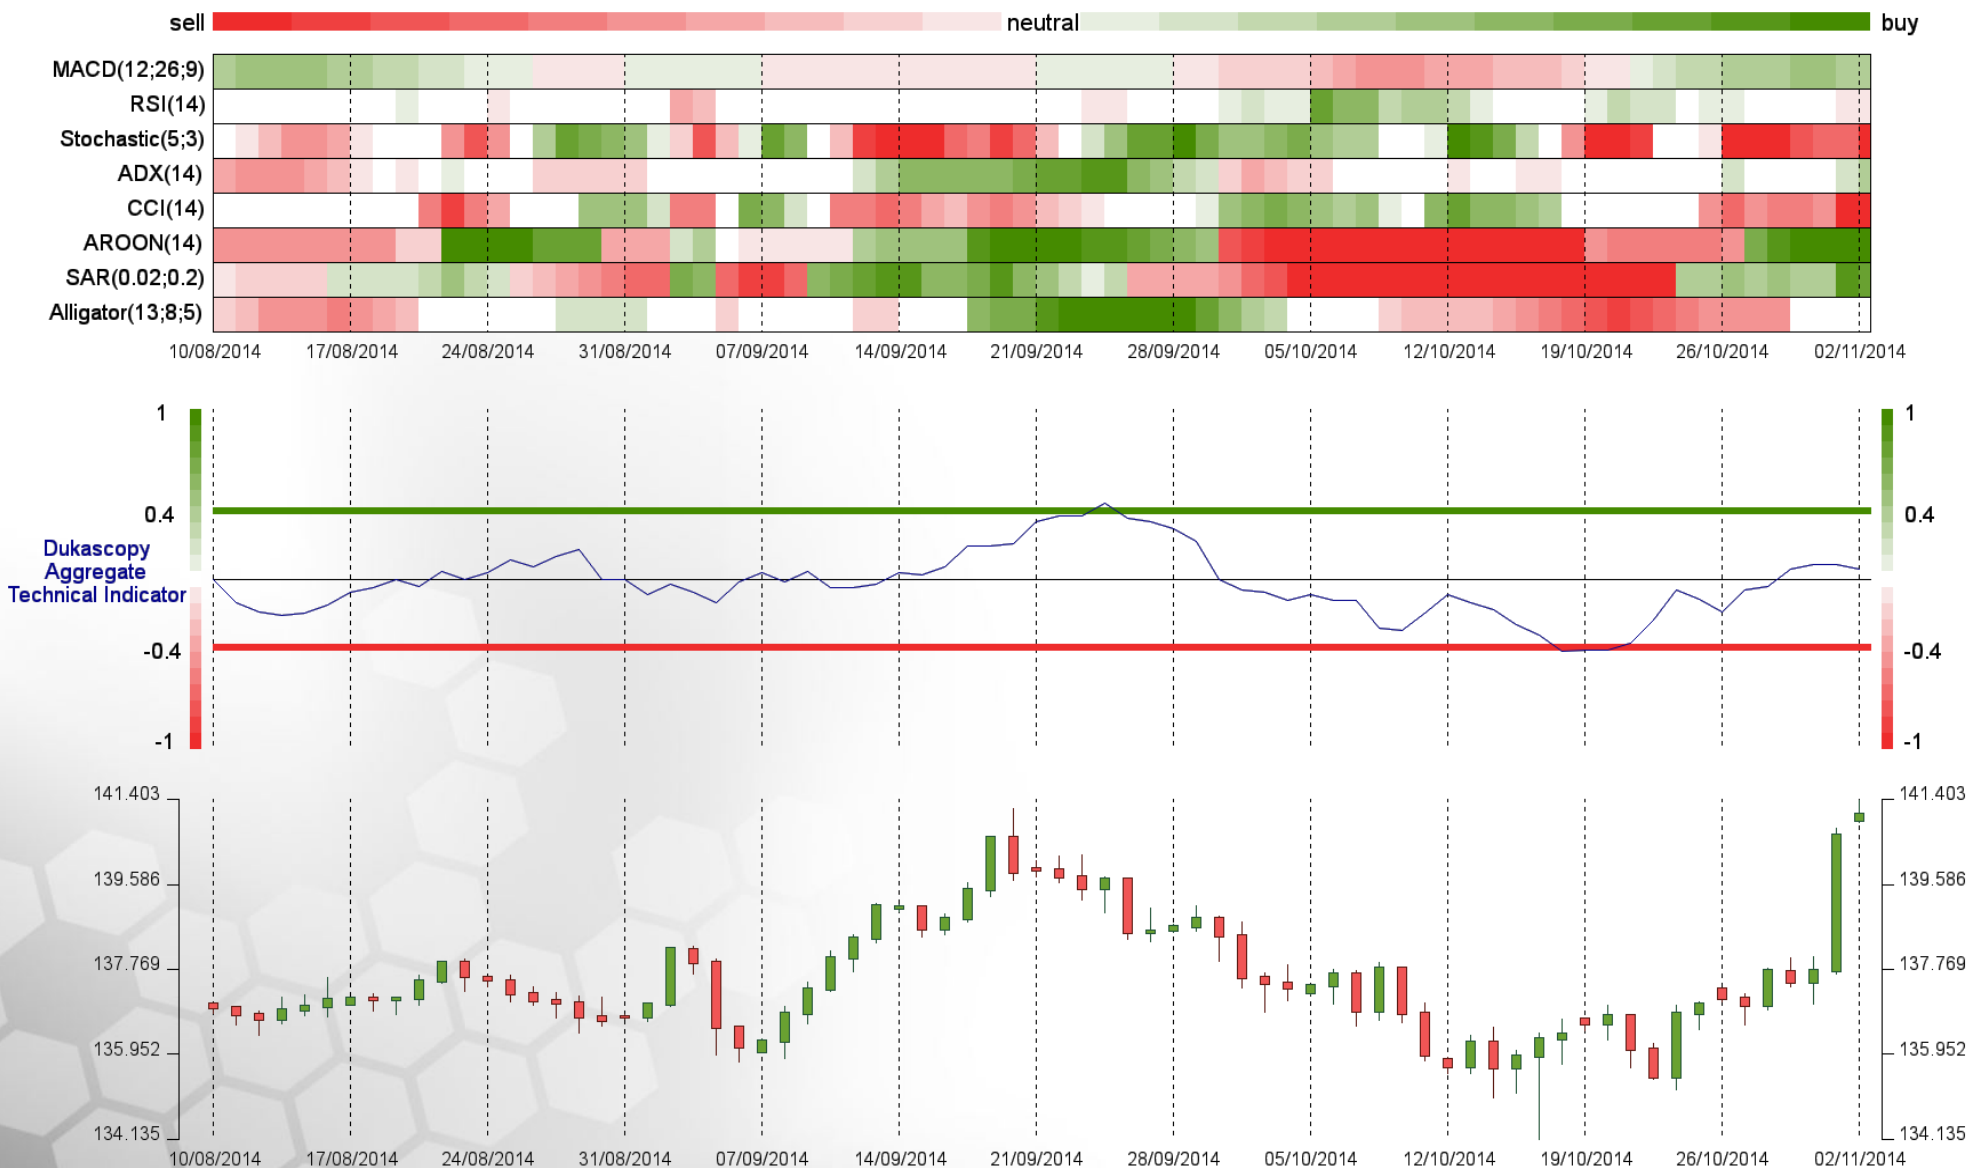 sell neutral buy
MACD(12;26;9)
RSI(14)
Stochastic(5;3)
ADX(14)
CCI(14)
AROON(14)
SAR(0.02;0.2)
Alligator(13;8;5)
10/08/2014 17/08/2014 24/08/2014 31/08/2014 07/09/2014 14/09/2014 21/09/2014 28/09/2014 05/10/2014 12/10/2014 19/10/2014 26/10/2014 02/11/2014
1 1
0.4 0.4
Dukascopy
Aggregate
Technical Indicator
-0.4 -0.4
-1 -1
141.403 141.403
139.586 139.586
137.769 137.769
135.952 135.952
134.135 134.135
10/08/2014 17/08/2014 24/08/2014 31/08/2014 07/09/2014 14/09/2014 21/09/2014 28/09/2014 05/10/2014 12/10/2014 19/10/2014 26/10/2014 02/11/2014